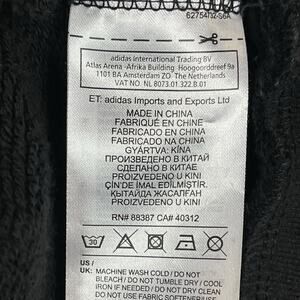 62754132-S6A
adidas International Trading BV
Atlas Arena -Afrika Building Hoogoorddreef 9a
1101 BA Amsterdam ZO The Netherlands
VAT NO. NL 8073.01.322.B.01
ET: adidas Imports and Exports Ltd
MADE IN CHINA
FABRIQUÉ EN CHINE
FABRICADO EN CHINA
FABRICADO NA CHINA
GYÁRTVA: KÍNA
ПРОИЗВЕДЕНО В КИТАЙ
СДЕЛАНО В КИТАЕ
PROIZVEDENO U KINI
ÇİN'DE İMAL EDİLMİŞTİR.
ҚЫТАЙДА ЖАСАЛҒАН
PROIZVEDENO U KINI
RN# 88387 CA# 40312
30
US /
UK: MACHINE WASH COLD / DO NOT
BLEACH / DO NOT TUMBLE DRY / COOL
IRON IF NEEDED / DO NOT DRY CLEAN
DO NOT USE FABRIC SOFTENER/USE